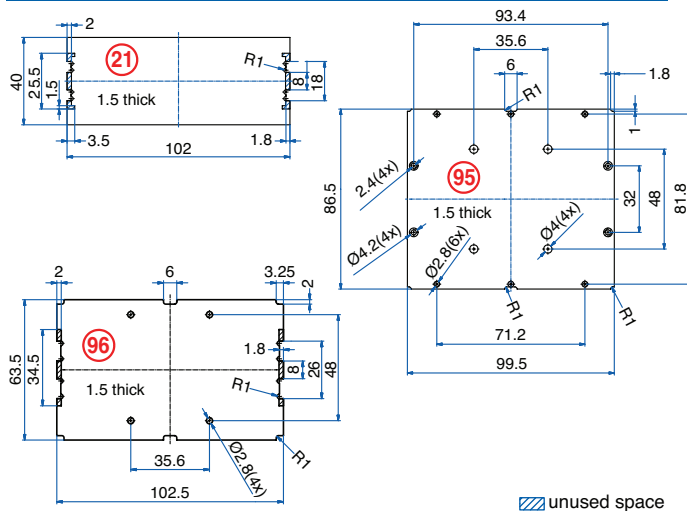 2
21
R1
40
25.5
1.5
1.5 thick
8
18
3.5
102
1.8
93.4
35.6
6
1.8
R1
1
86.5
2.4(4x)
95
1.5 thick
32
48
81.8
Ø4.2(4x)
Ø2.8(6x)
Ø4(4x)
R1
R1
71.2
99.5
2
6
3.25
2
63.5
34.5
96
1.5 thick
1.8
8
26
48
R1
Ø2.8(4x)
R1
35.6
102.5
unused space